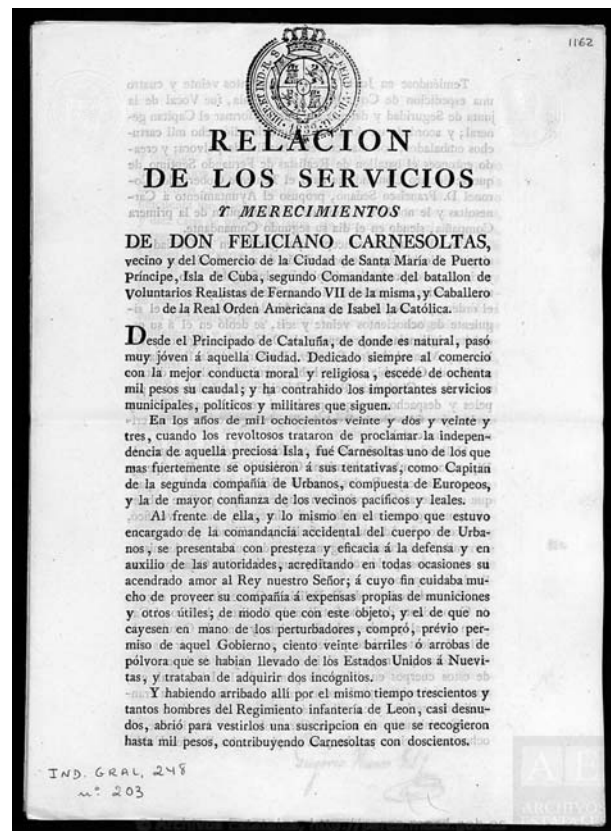 1162
RELACION
DE LOS SERVICIOS
Y MERECIMIENTOS
DE DON FELICIANO CARNESOLTAS,
vecino y del Comercio de la Ciudad de Santa María de Puerto
Príncipe, Isla de Cuba, segundo Comandante del batallon de
Voluntarios Realistas de Fernando VII de la misma, y Caballero
de la Real Orden Americana de Isabel la Católica.
Desde el Principado de Cataluña, de donde es natural, pasó
muy jóven á aquella Ciudad. Dedicado siempre al comercio
con la mejor conducta moral y religiosa, escede de ochenta
mil pesos su caudal; y ha contrahido los importantes servicios
municipales, políticos y militares que siguen.
En los años de mil ochocientos veinte y dos y veinte y
tres, cuando los revoltosos trataron de proclamar la indepen-
dencia de aquella preciosa Isla, fué Carnesoltas uno de los que
mas fuertemente se opusieron á sus tentativas, como Capitan
de la segunda compañía de Urbanos, compuesta de Europeos,
y la de mayor confianza de los vecinos pacíficos y leales.
Al frente de ella, y lo mismo en el tiempo que estuvo
encargado de la comandancia accidental del cuerpo de Urba-
nos, se presentaba con presteza y eficacia á la defensa y en
auxilio de las autoridades, acreditando en todas ocasiones su
acendrado amor al Rey nuestro Señor; á cuyo fin cuidaba mu-
cho de proveer su compañía á expensas propias de municiones
y otros útiles; de modo que con este objeto, y el de que no
cayesen en mano de los perturbadores, compró, prévio per-
miso de aquel Gobierno, ciento veinte barriles ó arrobas de
pólvora que se habian llevado de los Estados Unidos á Nuevi-
tas, y trataban de adquirir dos incógnitos.
Y habiendo arribado allí por el mismo tiempo trescientos y
tantos hombres del Regimiento infantería de Leon, casi desnu-
dos, abrió para vestirlos una suscripcion en que se recogieron
hasta mil pesos, contribuyendo Carnesoltas con doscientos.
IND. GRAL, 248
nº 203
AE
ARCHIVOS
ESTATALES